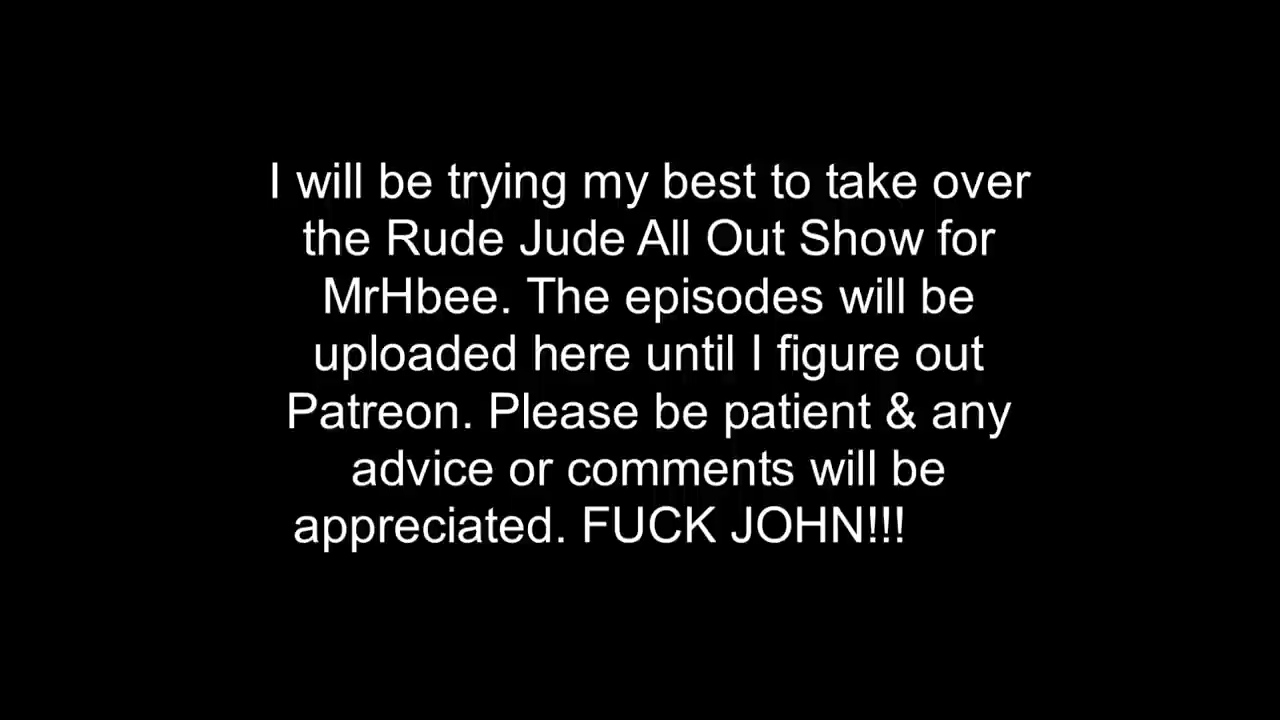 I will be trying my best to take over
the Rude Jude All Out Show for
MrHbee. The episodes will be
uploaded here until I figure out
Patreon. Please be patient & any
advice or comments will be
appreciated. FUCK JOHN!!!